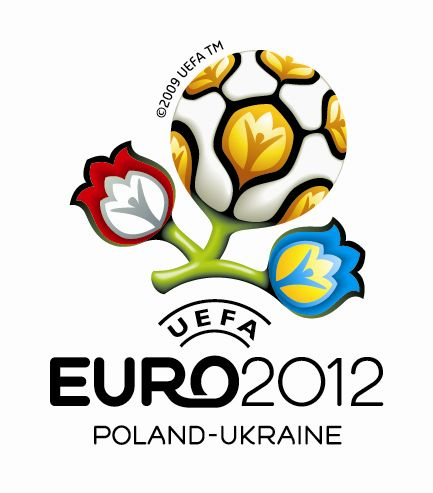 ©2009 UEFA TM
UEFA
EURO2012
POLAND-UKRAINE